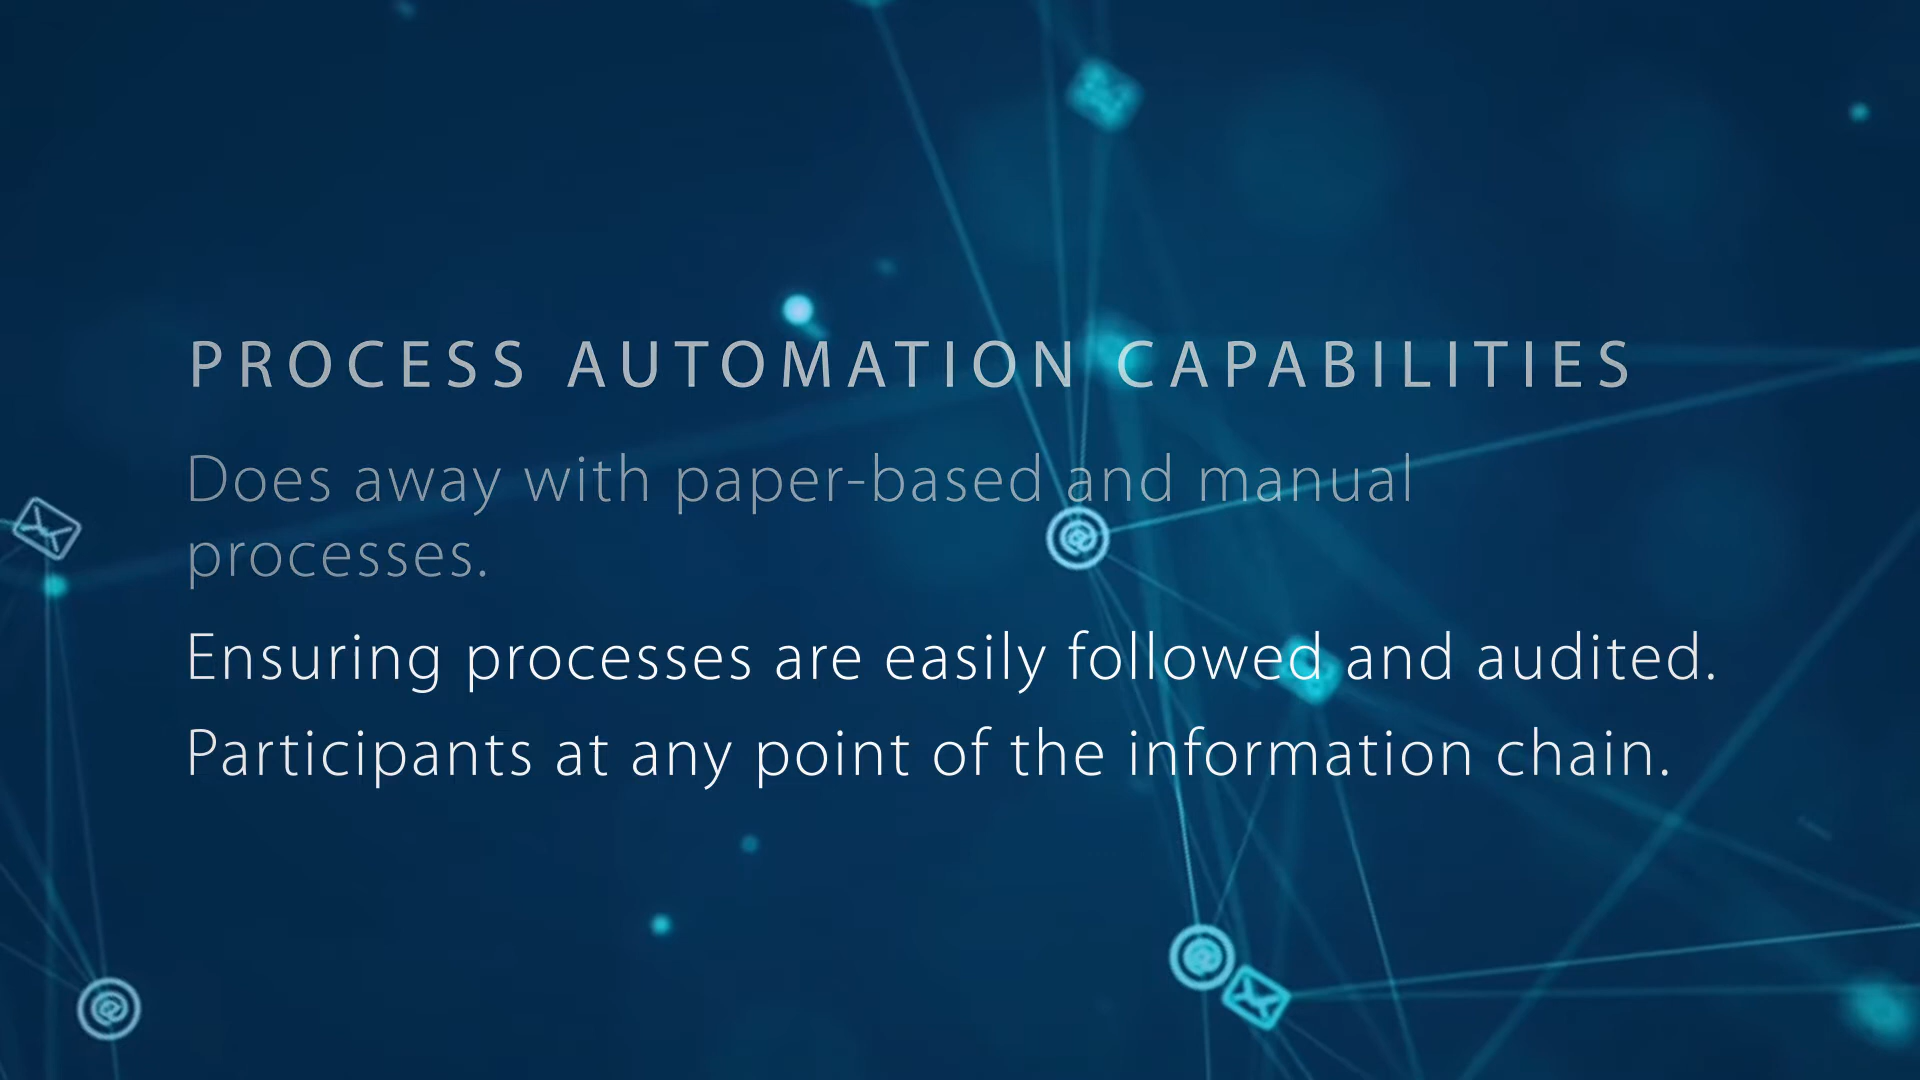 PROCESS AUTOMATION CAPABILITIES
Does away with paper-based and manual
processes.
Ensuring processes are easily followed and audited.
Participants at any point of the information chain.